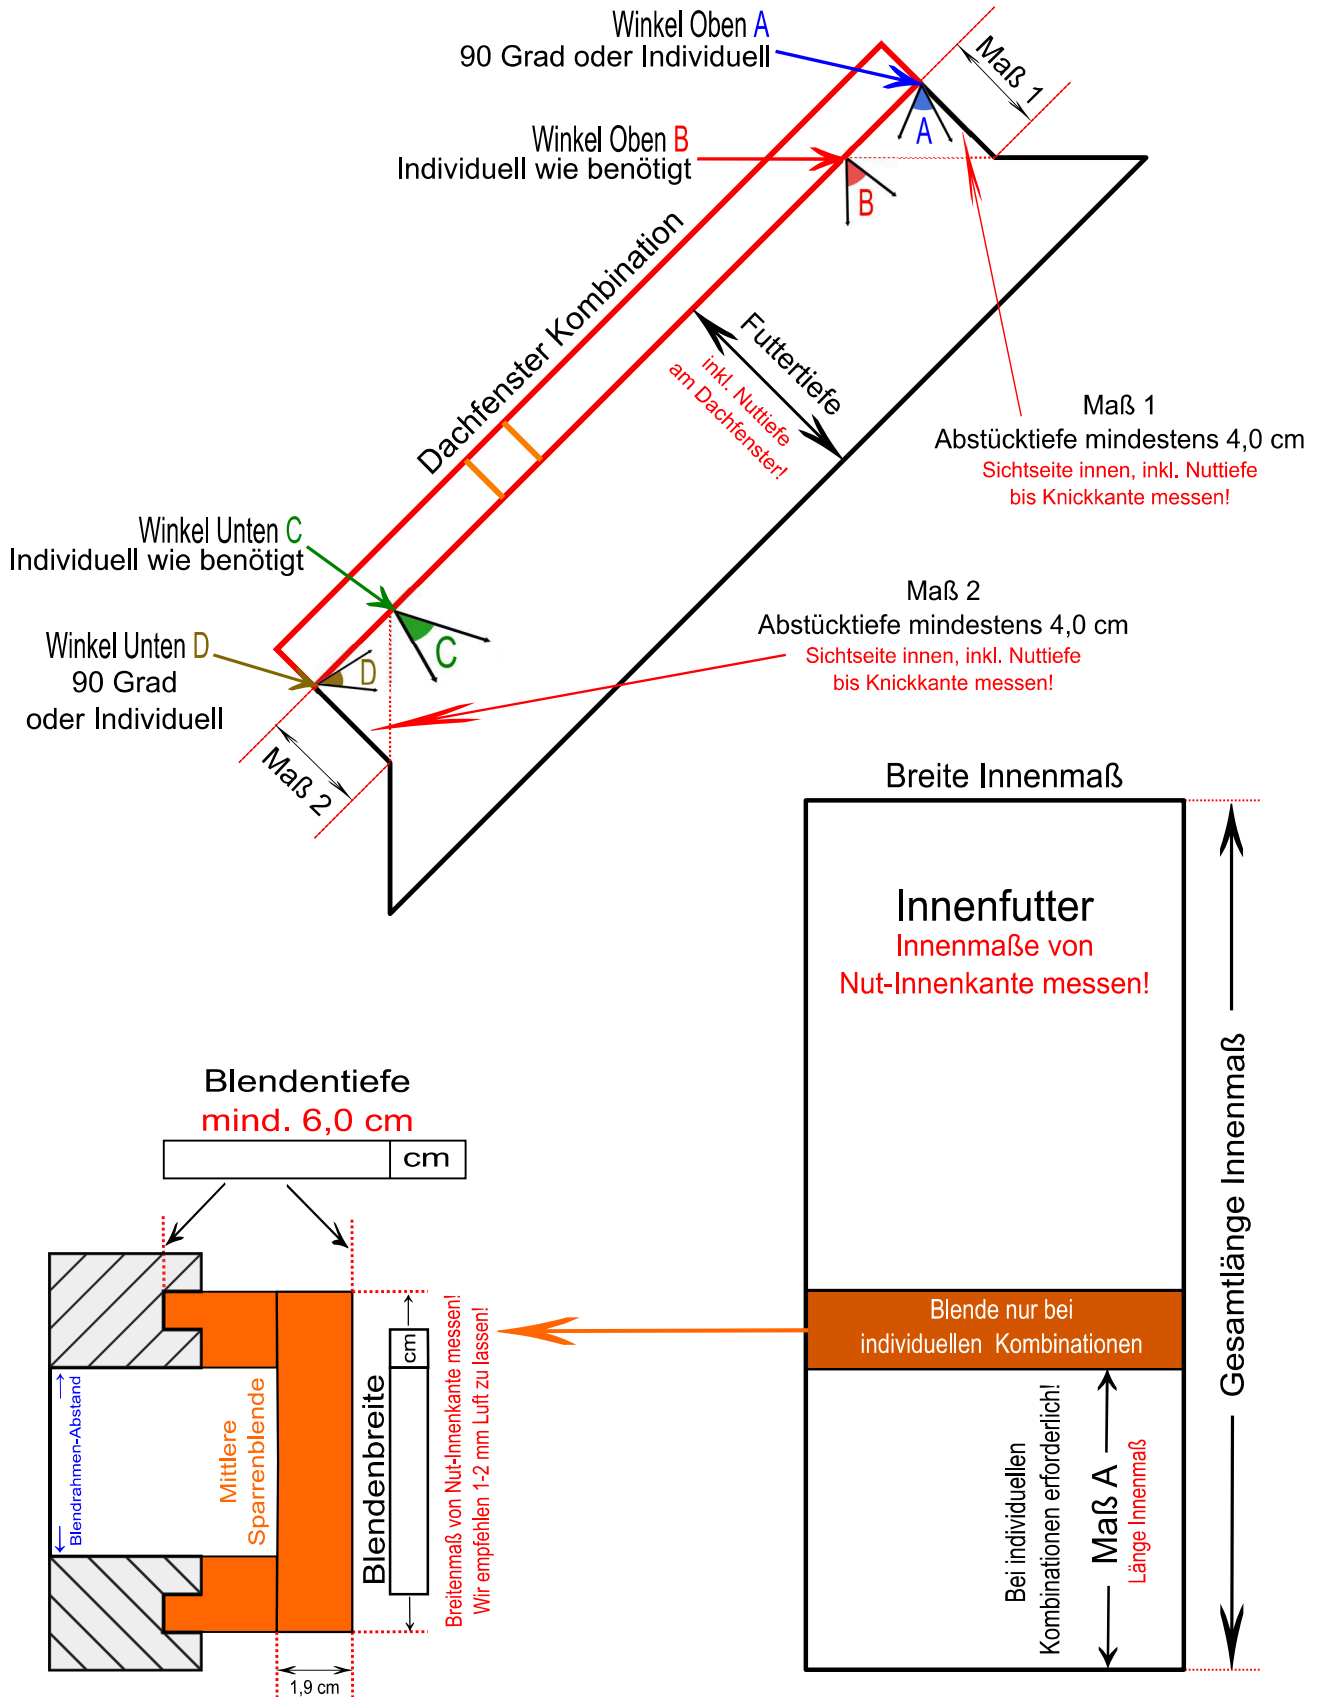 Winkel Oben A
90 Grad oder Individuell
Maß 1
A
Winkel Oben B
Individuell wie benötigt
B
Dachfenster Kombination
Futtertiefe
inkl. Nuttiefe
am Dachfenster!
Maß 1
Abstücktiefe mindestens 4,0 cm
Sichtseite innen, inkl. Nuttiefe
bis Knickkante messen!
Winkel Unten C
Individuell wie benötigt
C
Maß 2
Abstücktiefe mindestens 4,0 cm
Sichtseite innen, inkl. Nuttiefe
bis Knickkante messen!
Winkel Unten D
90 Grad
oder Individuell
D
Maß 2
Breite Innenmaß
Innenfutter
Innenmaße von
Nut-Innenkante messen!
Gesamtlänge Innenmaß
Blende nur bei
individuellen Kombinationen
Bei individuellen
Kombinationen erforderlich!
Maß A
Länge Innenmaß
Blendentiefe
mind. 6,0 cm
cm
Blendrahmen-Abstand
Mittlere
Sparrenblende
Blendenbreite
cm
Breitenmaß von Nut-Innenkante messen!
Wir empfehlen 1-2 mm Luft zu lassen!
1,9 cm